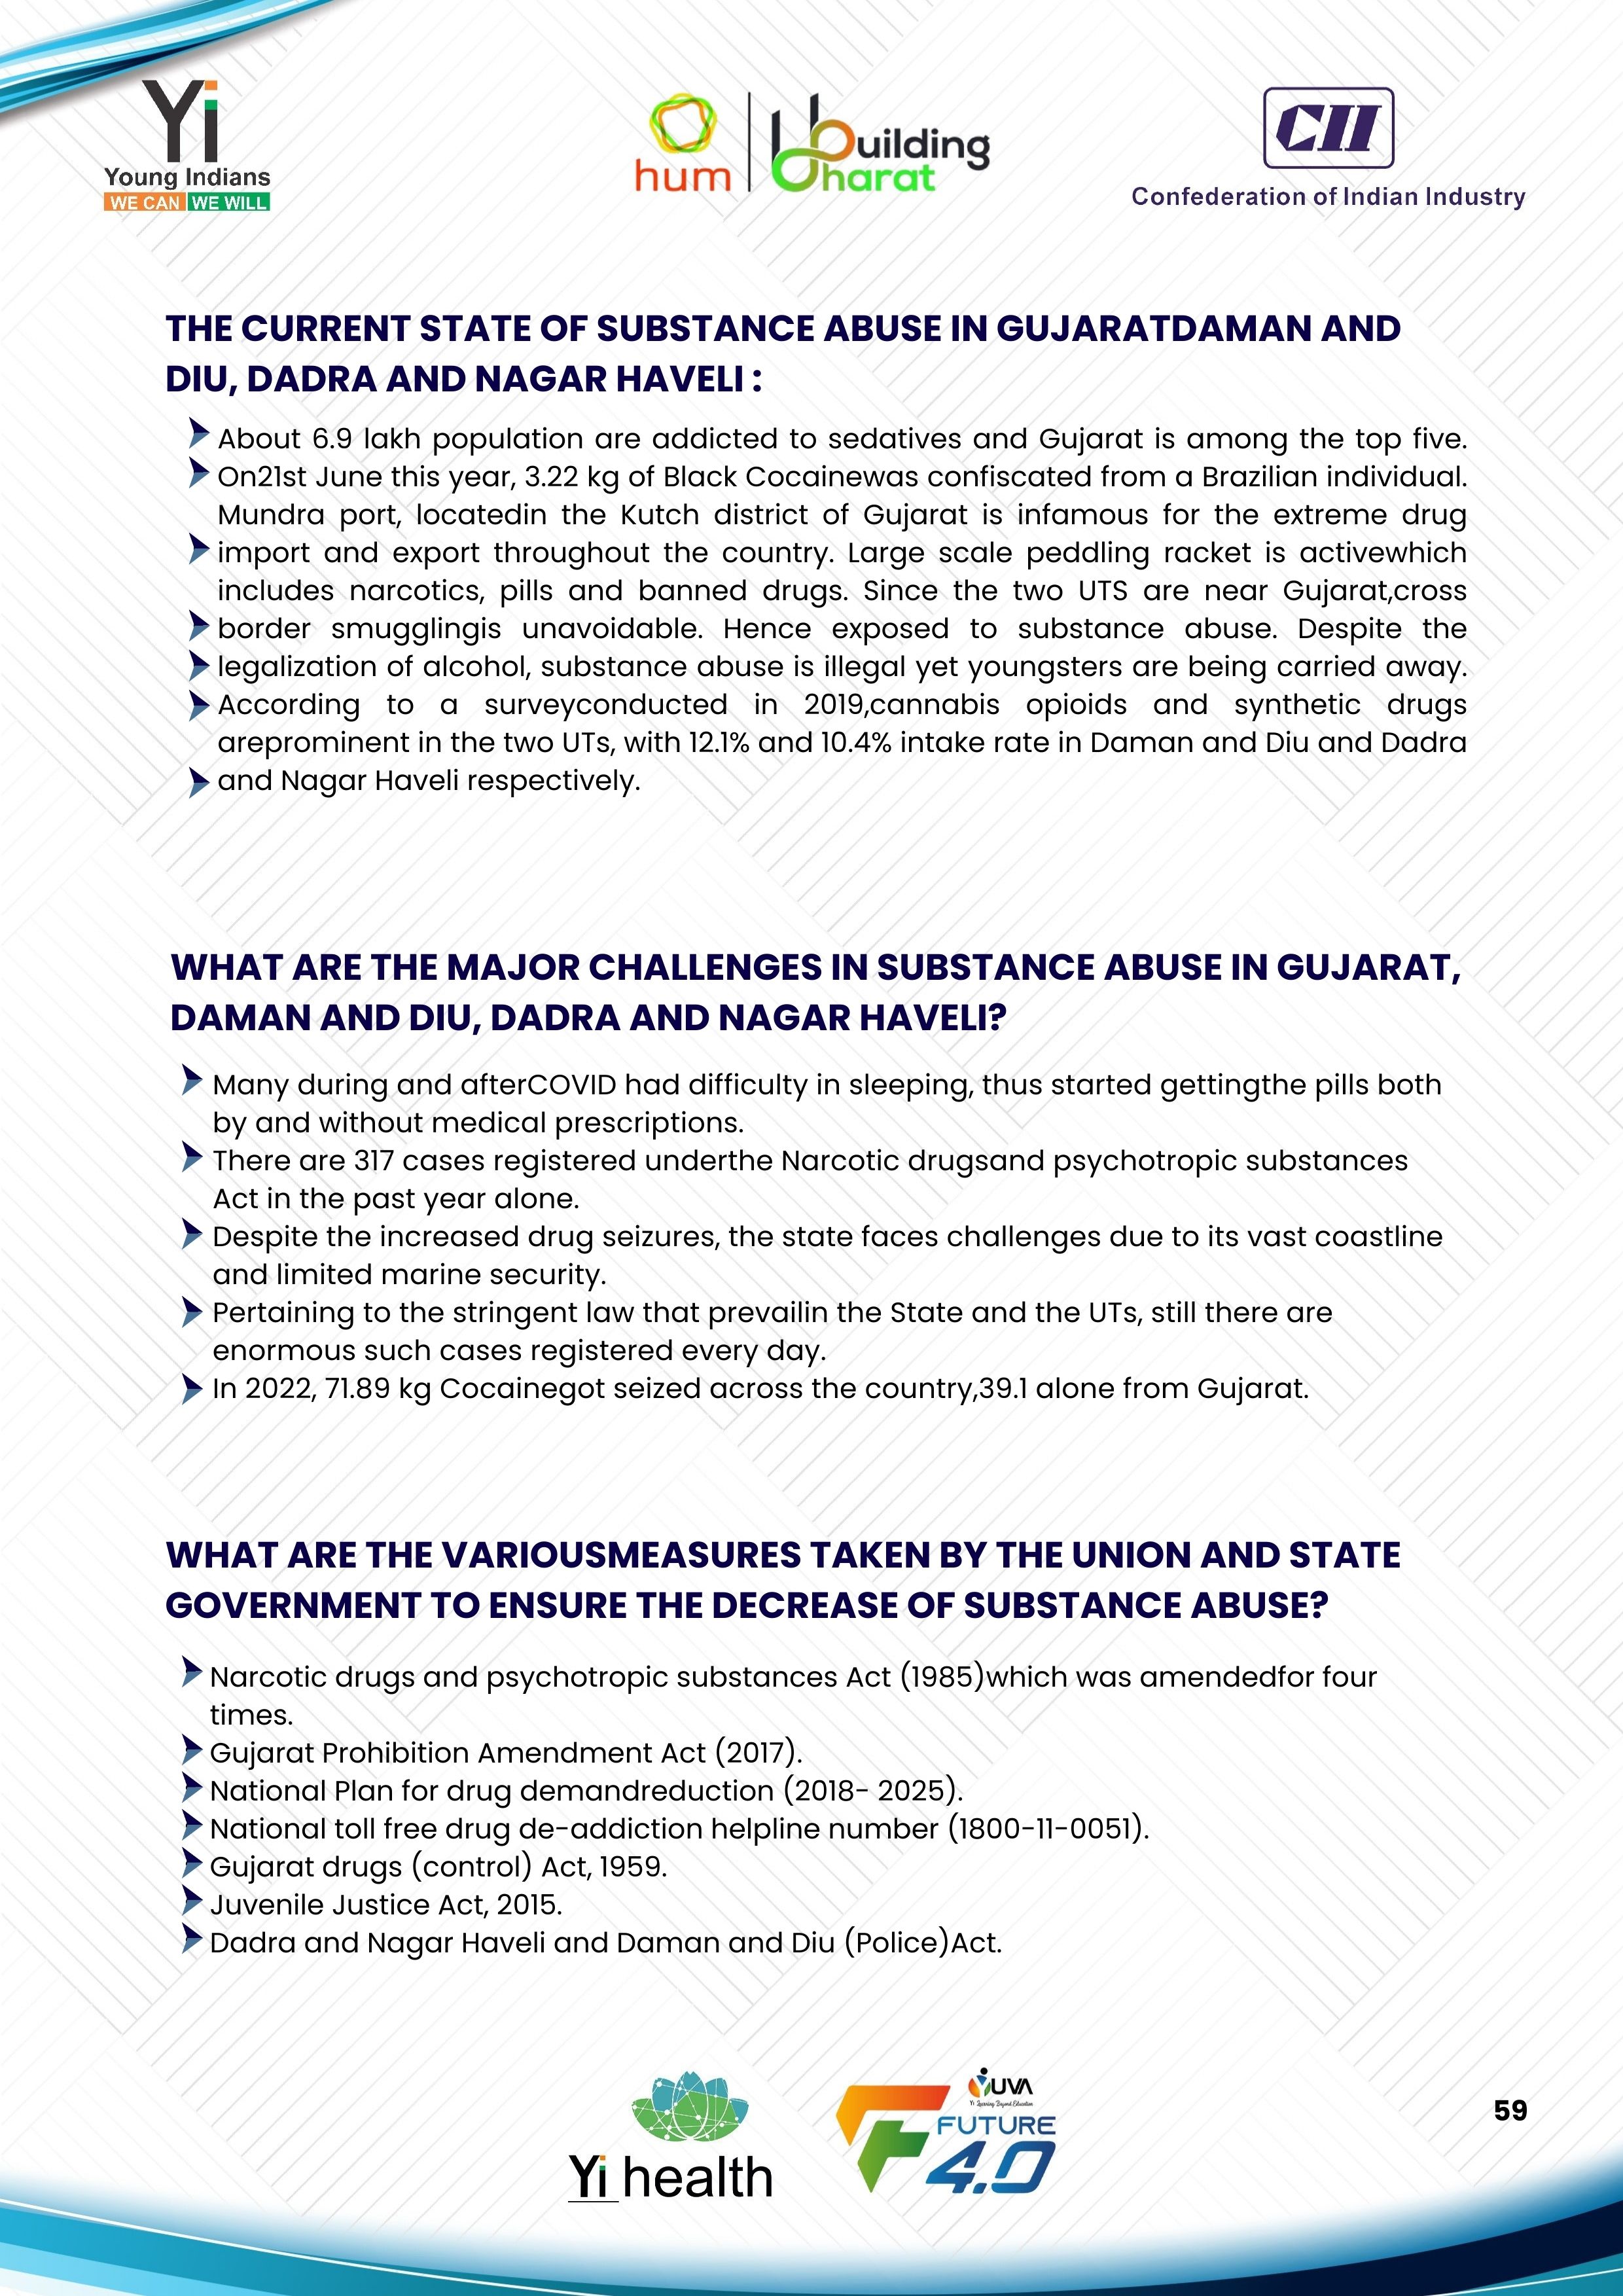 Yi
Young Indians
WE CAN WE WILL
hum
Building
Bharat
CII
Confederation of Indian Industry
THE CURRENT STATE OF SUBSTANCE ABUSE IN GUJARATDAMAN AND
DIU, DADRA AND NAGAR HAVELI :
About 6.9 lakh population are addicted to sedatives and Gujarat is among the top five.
On21st June this year, 3.22 kg of Black Cocainewas confiscated from a Brazilian individual.
Mundra port, locatedin the Kutch district of Gujarat is infamous for the extreme drug
import and export throughout the country. Large scale peddling racket is activewhich
includes narcotics, pills and banned drugs. Since the two UTS are near Gujarat,cross
border smugglingis unavoidable. Hence exposed to substance abuse. Despite the
legalization of alcohol, substance abuse is illegal yet youngsters are being carried away.
According to a surveyconducted in 2019,cannabis opioids and synthetic drugs
areprominent in the two UTs, with 12.1% and 10.4% intake rate in Daman and Diu and Dadra
and Nagar Haveli respectively.
WHAT ARE THE MAJOR CHALLENGES IN SUBSTANCE ABUSE IN GUJARAT,
DAMAN AND DIU, DADRA AND NAGAR HAVELI?
Many during and afterCOVID had difficulty in sleeping, thus started gettingthe pills both
by and without medical prescriptions.
There are 317 cases registered underthe Narcotic drugsand psychotropic substances
Act in the past year alone.
Despite the increased drug seizures, the state faces challenges due to its vast coastline
and limited marine security.
Pertaining to the stringent law that prevailin the State and the UTs, still there are
enormous such cases registered every day.
In 2022, 71.89 kg Cocainegot seized across the country,39.1 alone from Gujarat.
WHAT ARE THE VARIOUSMEASURES TAKEN BY THE UNION AND STATE
GOVERNMENT TO ENSURE THE DECREASE OF SUBSTANCE ABUSE?
Narcotic drugs and psychotropic substances Act (1985)which was amendedfor four
times.
Gujarat Prohibition Amendment Act (2017).
National Plan for drug demandreduction (2018- 2025).
National toll free drug de-addiction helpline number (1800-11-0051).
Gujarat drugs (control) Act, 1959.
Juvenile Justice Act, 2015.
Dadra and Nagar Haveli and Daman and Diu (Police)Act.
Yi health
YUVA
Yi Learning Beyond Education
FUTURE
4.0
59